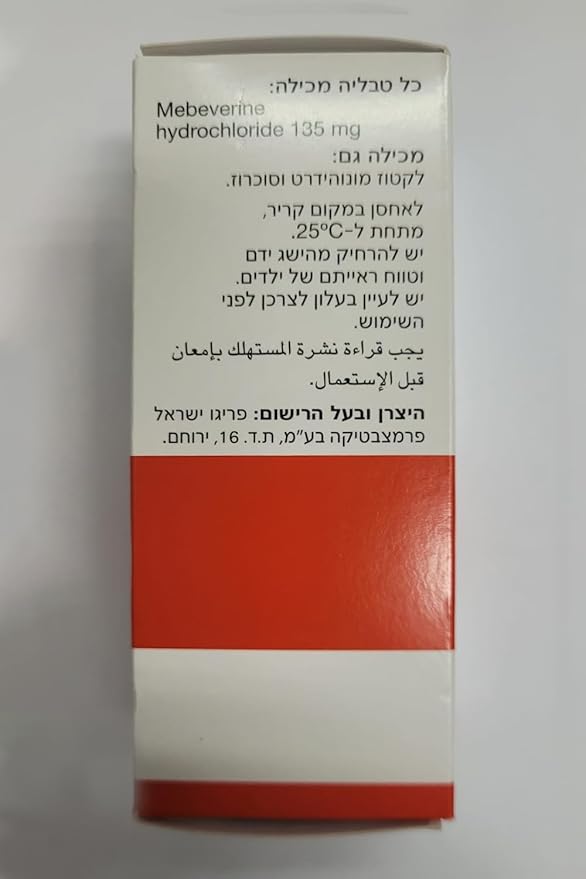 כל טבליה מכילה:
Mebeverine
hydrochloride 135 mg
מכילה גם:
לקטוז מונוהידרט וסוכרוז.
לאחסן במקום קריר,
מתחת ל-25°C.
יש להרחיק מהישג ידם
וטווח ראייתם של ילדים.
יש לעיין בעלון לצרכן לפני
השימוש.
يجب قراءة نشرة المستهلك بإمعان
قبل الإستعمال.
היצרן ובעל הרישום: פריגו ישראל
פרמצבטיקה בע"מ, ת.ד. 16, ירוחם.